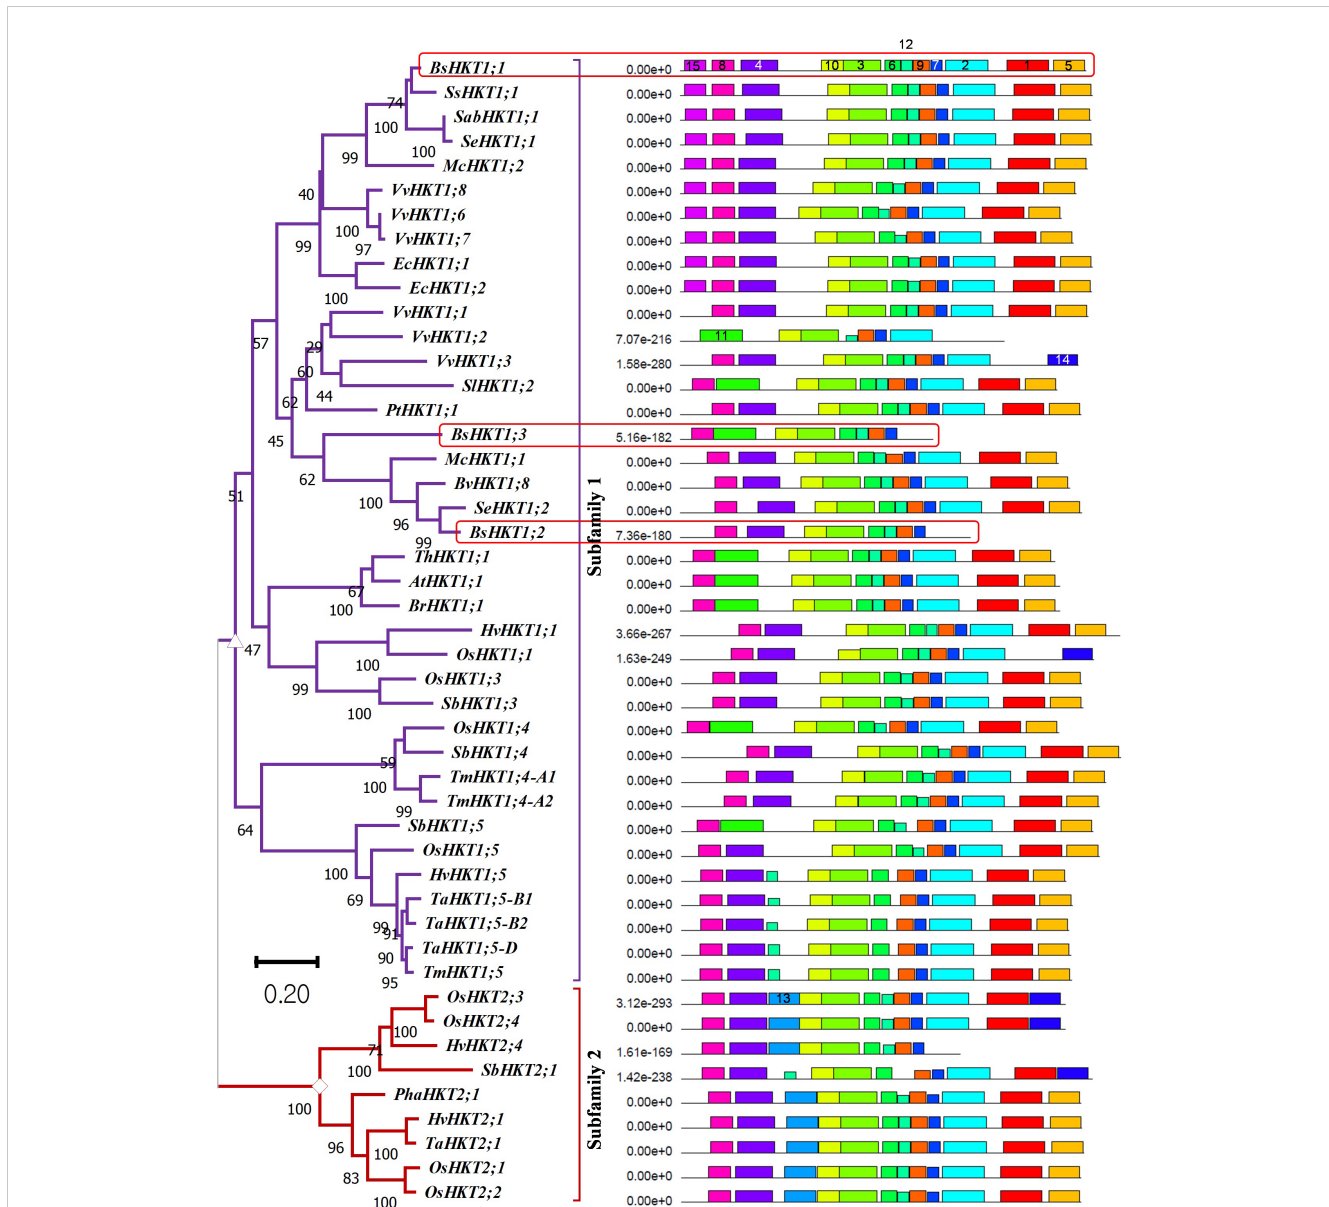 12
BsHKT1;1 0.00e+0 15 8 4 10 3 6 9 7 2 1 5
74 SsHKT1;1 0.00e+0
100 SabHKT1;1 0.00e+0
SeHKT1;1 0.00e+0
99 100 McHKT1;2 0.00e+0
40 VvHKT1;8 0.00e+0
VvHKT1;6 0.00e+0
100 VvHKT1;7 0.00e+0
99 97 EcHKT1;1 0.00e+0
EcHKT1;2 0.00e+0
100 VvHKT1;1 0.00e+0
57 VvHKT1;2 7.07e-216 11
29 VvHKT1;3 1.58e-280 14
60 SlHKT1;2 0.00e+0
62 44 PtHKT1;1 0.00e+0
45 BsHKT1;3 5.16e-182
McHKT1;1 0.00e+0
62 BvHKT1;8 0.00e+0
51 100 SeHKT1;2 0.00e+0
96 BsHKT1;2 7.36e-180
99 ThHKT1;1 0.00e+0
AtHKT1;1 0.00e+0
67 BrHKT1;1 0.00e+0
100 HvHKT1;1 3.66e-267
47 OsHKT1;1 1.63e-249
100 OsHKT1;3 0.00e+0
99 SbHKT1;3 0.00e+0
100 OsHKT1;4 0.00e+0
SbHKT1;4 0.00e+0
59 TmHKT1;4-A1 0.00e+0
100 TmHKT1;4-A2 0.00e+0
99 SbHKT1;5 0.00e+0
64 OsHKT1;5 0.00e+0
100 HvHKT1;5 0.00e+0
69 TaHKT1;5-B1 0.00e+0
99 TaHKT1;5-B2 0.00e+0
91 TaHKT1;5-D 0.00e+0
90 TmHKT1;5 0.00e+0
95
Subfamily 1
0.20
OsHKT2;3 3.12e-293 13
OsHKT2;4 0.00e+0
100 HvHKT2;4 1.61e-169
71 SbHKT2;1 1.42e-238
100 PhaHKT2;1 0.00e+0
100 HvHKT2;1 0.00e+0
TaHKT2;1 0.00e+0
96 100 OsHKT2;1 0.00e+0
83 OsHKT2;2 0.00e+0
100
Subfamily 2